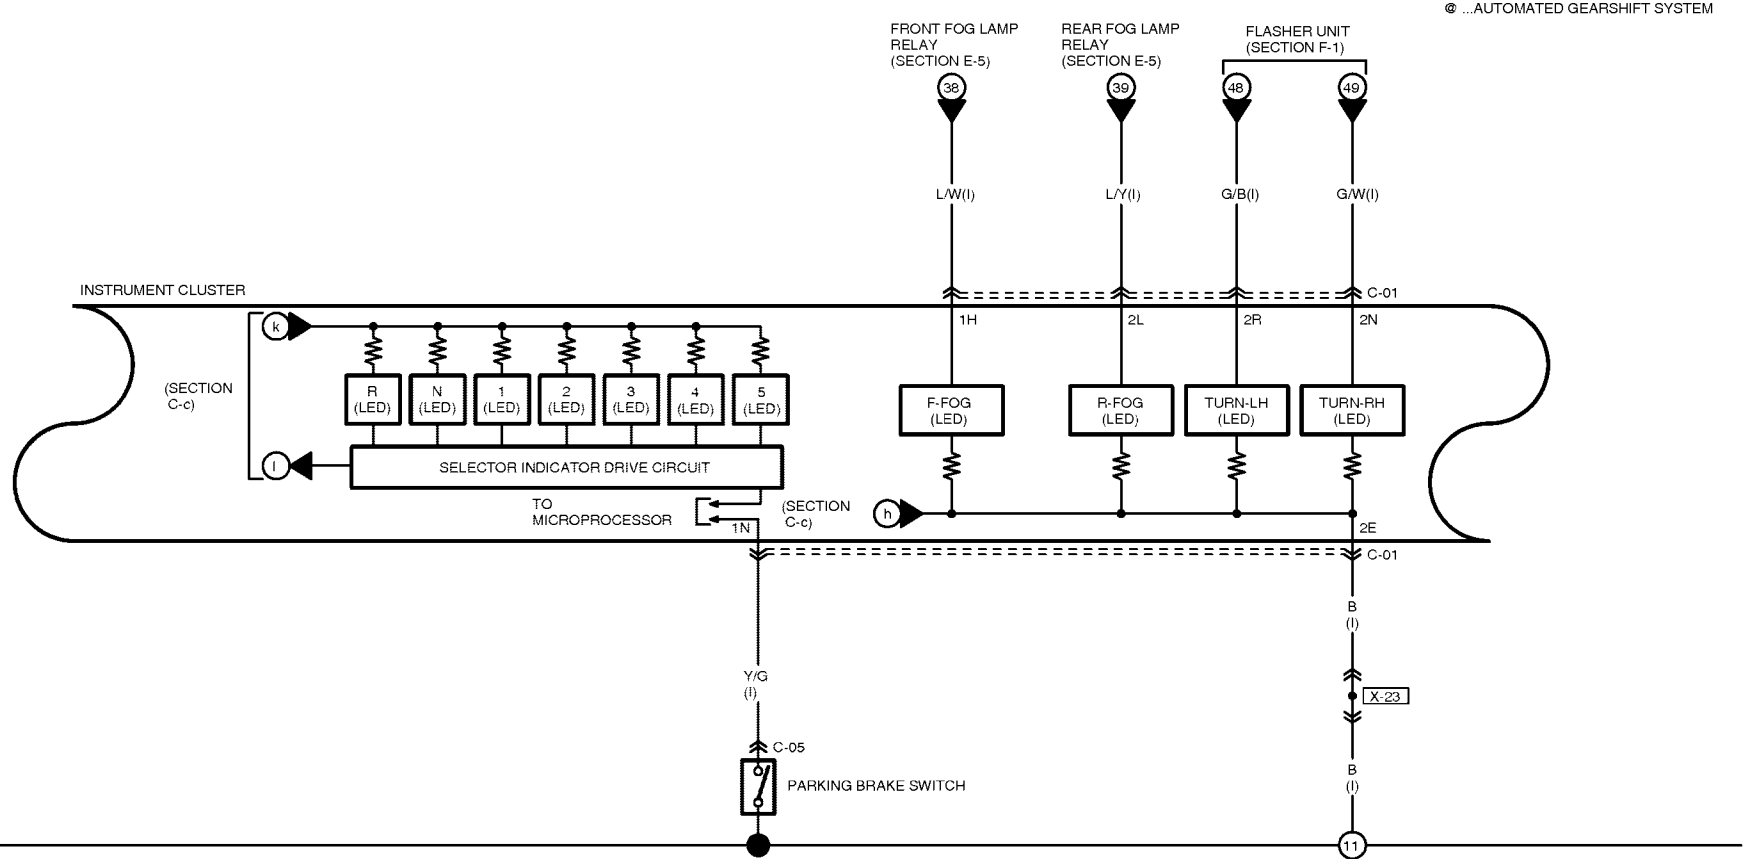 @ ...AUTOMATED GEARSHIFT SYSTEM
FRONT FOG LAMP
RELAY
(SECTION E-5)
REAR FOG LAMP
RELAY
(SECTION E-5)
FLASHER UNIT
(SECTION F-1)
38
39
48
49
L/W(I)
L/Y(I)
G/B(I)
G/W(I)
INSTRUMENT CLUSTER
C-01
k
1H
2L
2R
2N
(SECTION
C-c)
R
(LED)
N
(LED)
1
(LED)
2
(LED)
3
(LED)
4
(LED)
5
(LED)
F-FOG
(LED)
R-FOG
(LED)
TURN-LH
(LED)
TURN-RH
(LED)
l
SELECTOR INDICATOR DRIVE CIRCUIT
TO
MICROPROCESSOR
(SECTION
C-c)
h
1N
2E
C-01
B
(I)
Y/G
(I)
X-23
C-05
PARKING BRAKE SWITCH
B
(I)
11